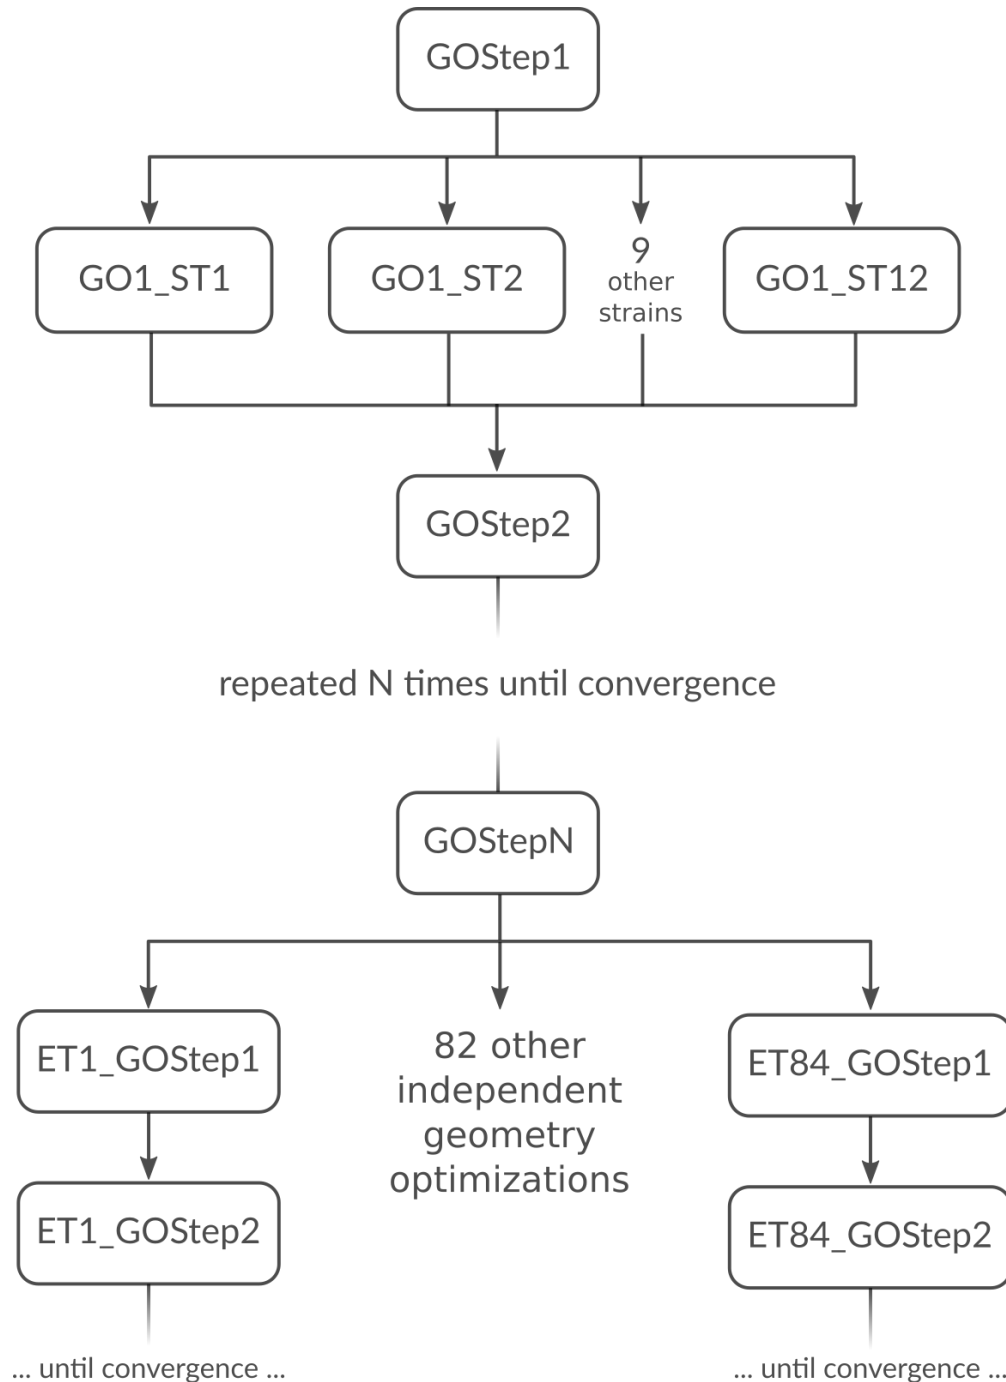 GOStep1
GO1_ST1
GO1_ST2
9
other
strains
GO1_ST12
GOStep2
repeated N times until convergence
GOStepN
ET1_GOStep1
82 other
independent
geometry
optimizations
ET84_GOStep1
ET1_GOStep2
ET84_GOStep2
... until convergence ...
... until convergence ...